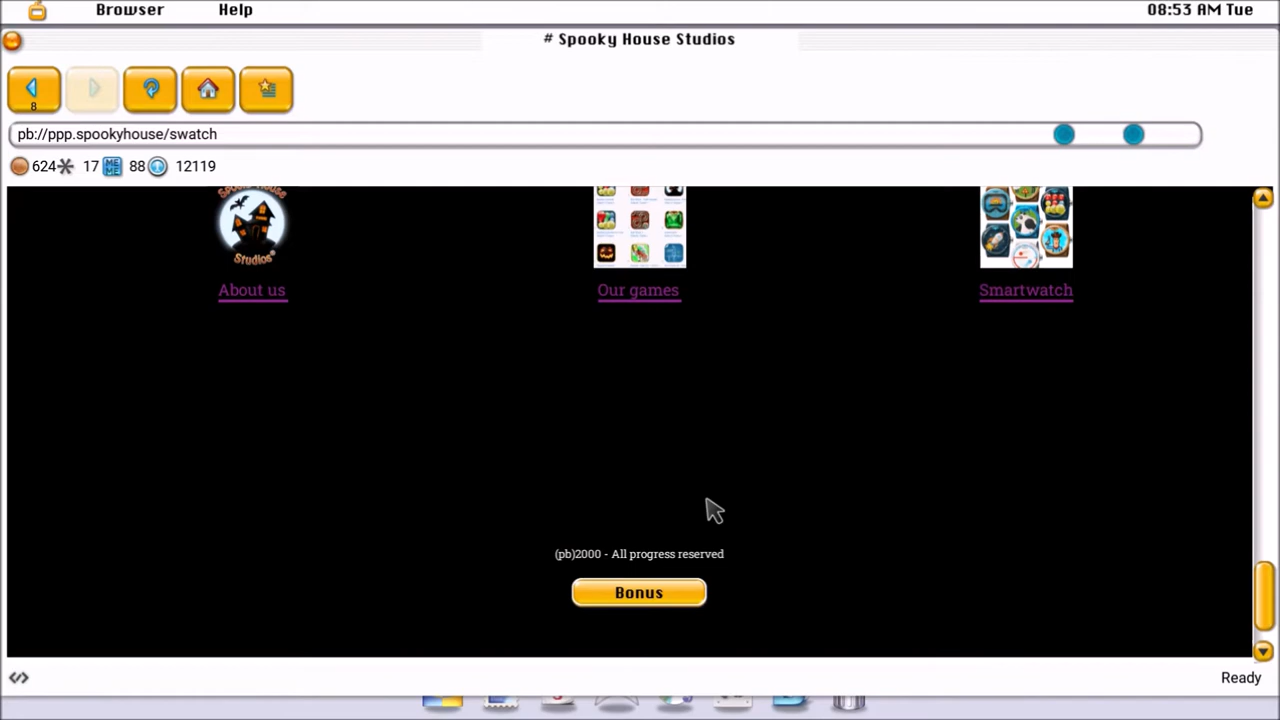 Browser Help 08:53 AM Tue
# Spooky House Studios
8
pb://ppp.spookyhouse/swatch
624 17 88 12119
Studios
About us Our games Smartwatch
(pb)2000 - All progress reserved
Bonus
Ready